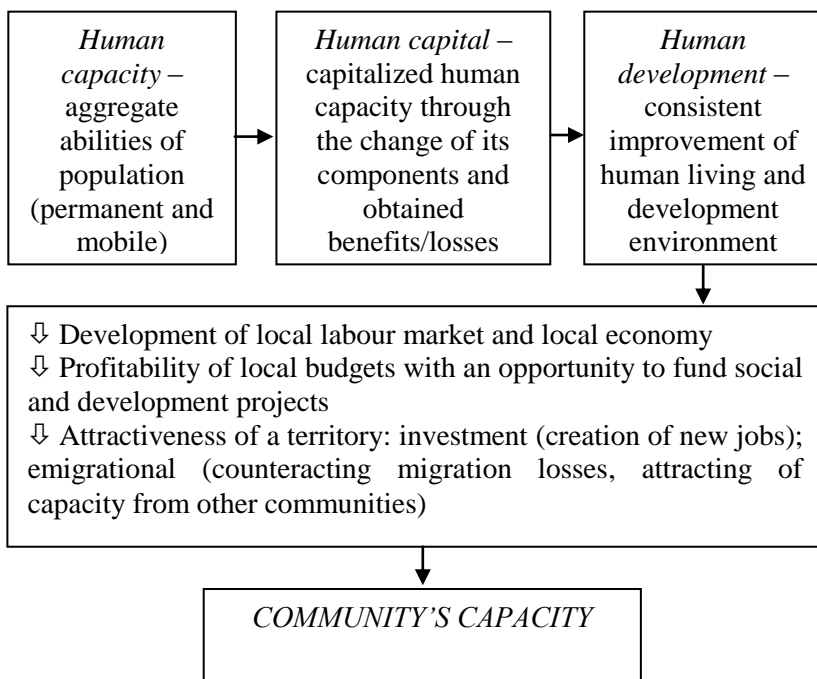 Human
capacity –
aggregate
abilities of
population
(permanent and
mobile)
Human capital –
capitalized human
capacity through
the change of its
components and
obtained
benefits/losses
Human
development –
consistent
improvement of
human living and
development
environment
⇩ Development of local labour market and local economy
⇩ Profitability of local budgets with an opportunity to fund social
and development projects
⇩ Attractiveness of a territory: investment (creation of new jobs);
emigrational (counteracting migration losses, attracting of
capacity from other communities)
COMMUNITY’S CAPACITY